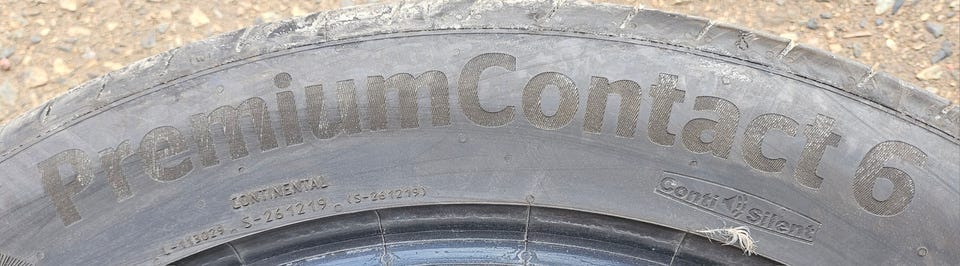 PremiumContact 6
CONTINENTAL
S-261219 (S-261219)
Conti Silent